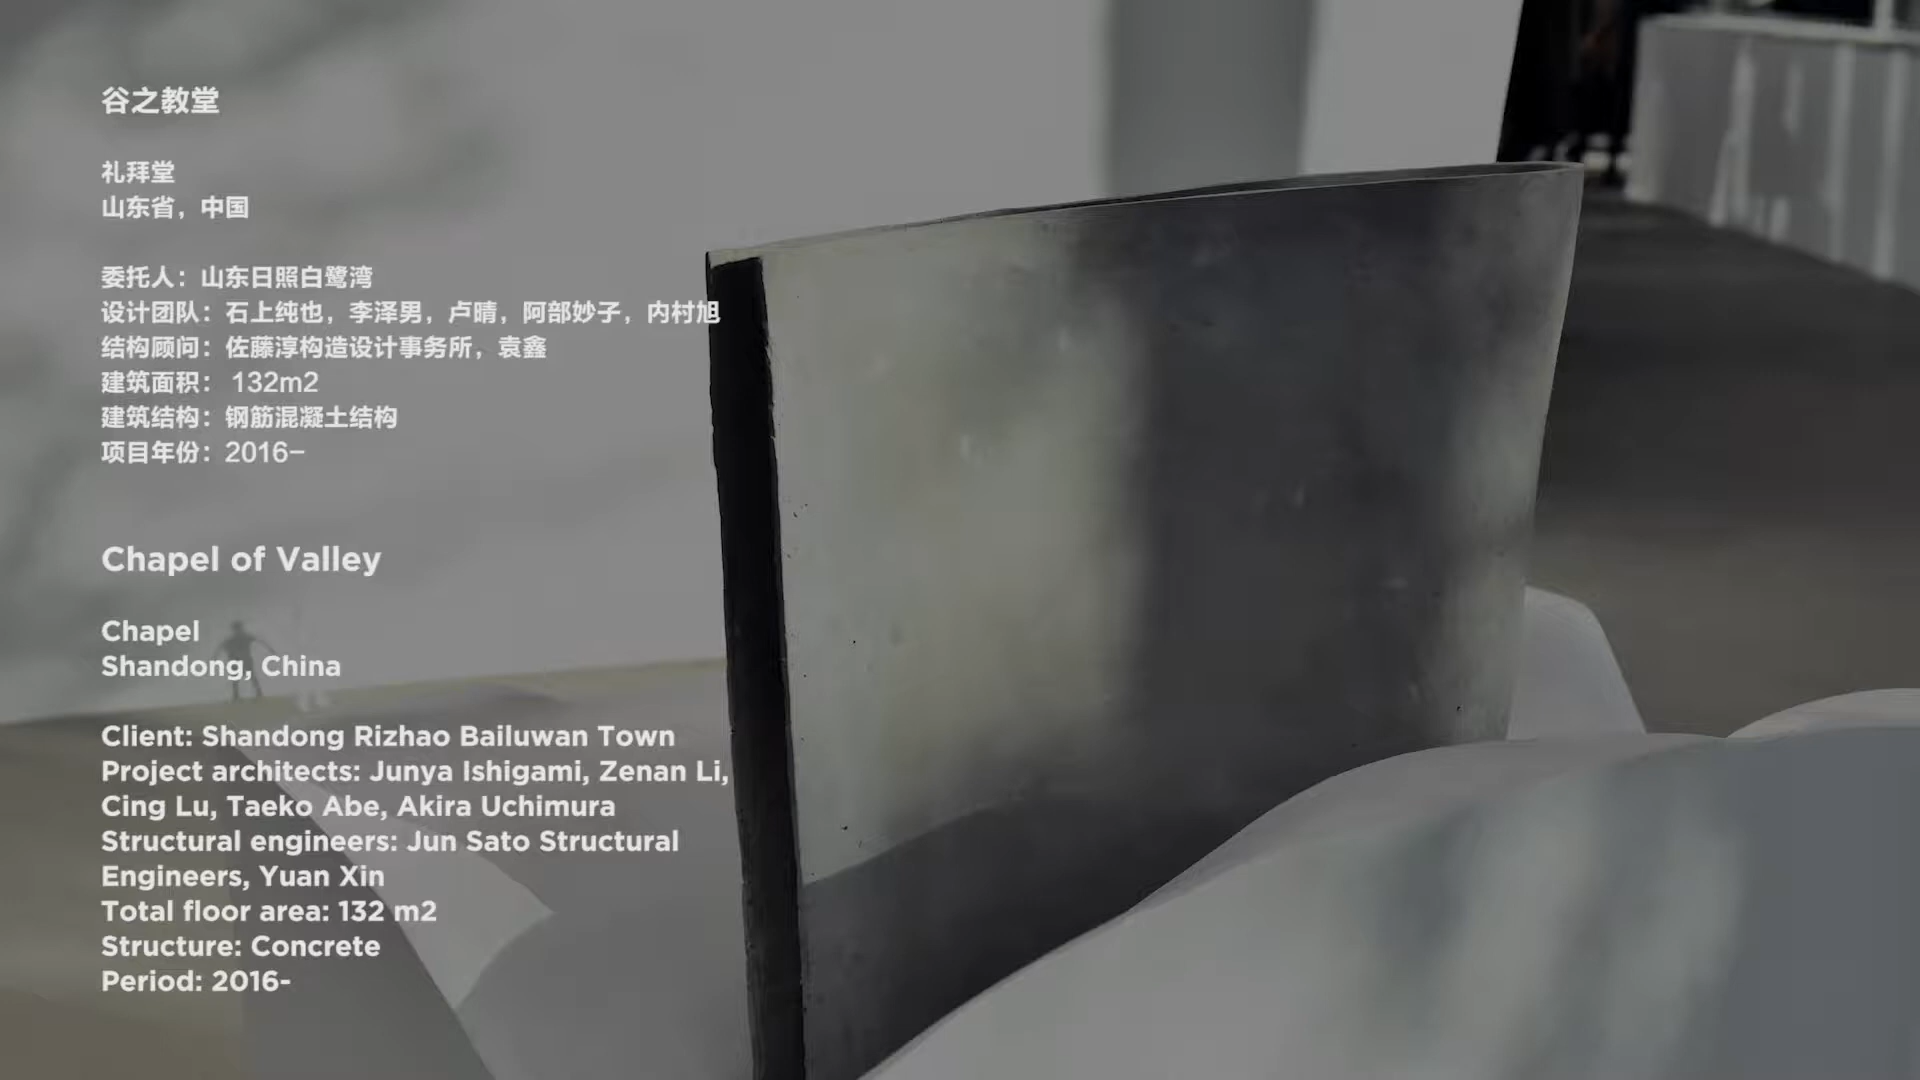 谷之教堂
礼拜堂
山东省，中国
委托人：山东日照白鹭湾
设计团队：石上纯也，李泽男，卢晴，阿部妙子，内村旭
结构顾问：佐藤淳构造设计事务所，袁鑫
建筑面积： 132m2
建筑结构：钢筋混凝土结构
项目年份：2016–
Chapel of Valley
Chapel
Shandong, China
Client: Shandong Rizhao Bailuwan Town
Project architects: Junya Ishigami, Zenan Li,
Cing Lu, Taeko Abe, Akira Uchimura
Structural engineers: Jun Sato Structural
Engineers, Yuan Xin
Total floor area: 132 m2
Structure: Concrete
Period: 2016-